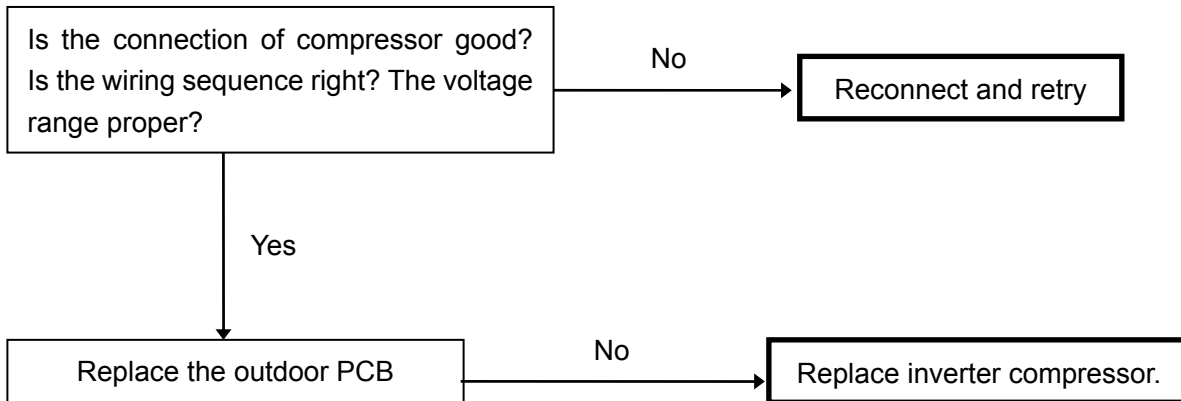 Is the connection of compressor good?
Is the wiring sequence right? The voltage
range proper?
No
Reconnect and retry
Yes
Replace the outdoor PCB
No
Replace inverter compressor.